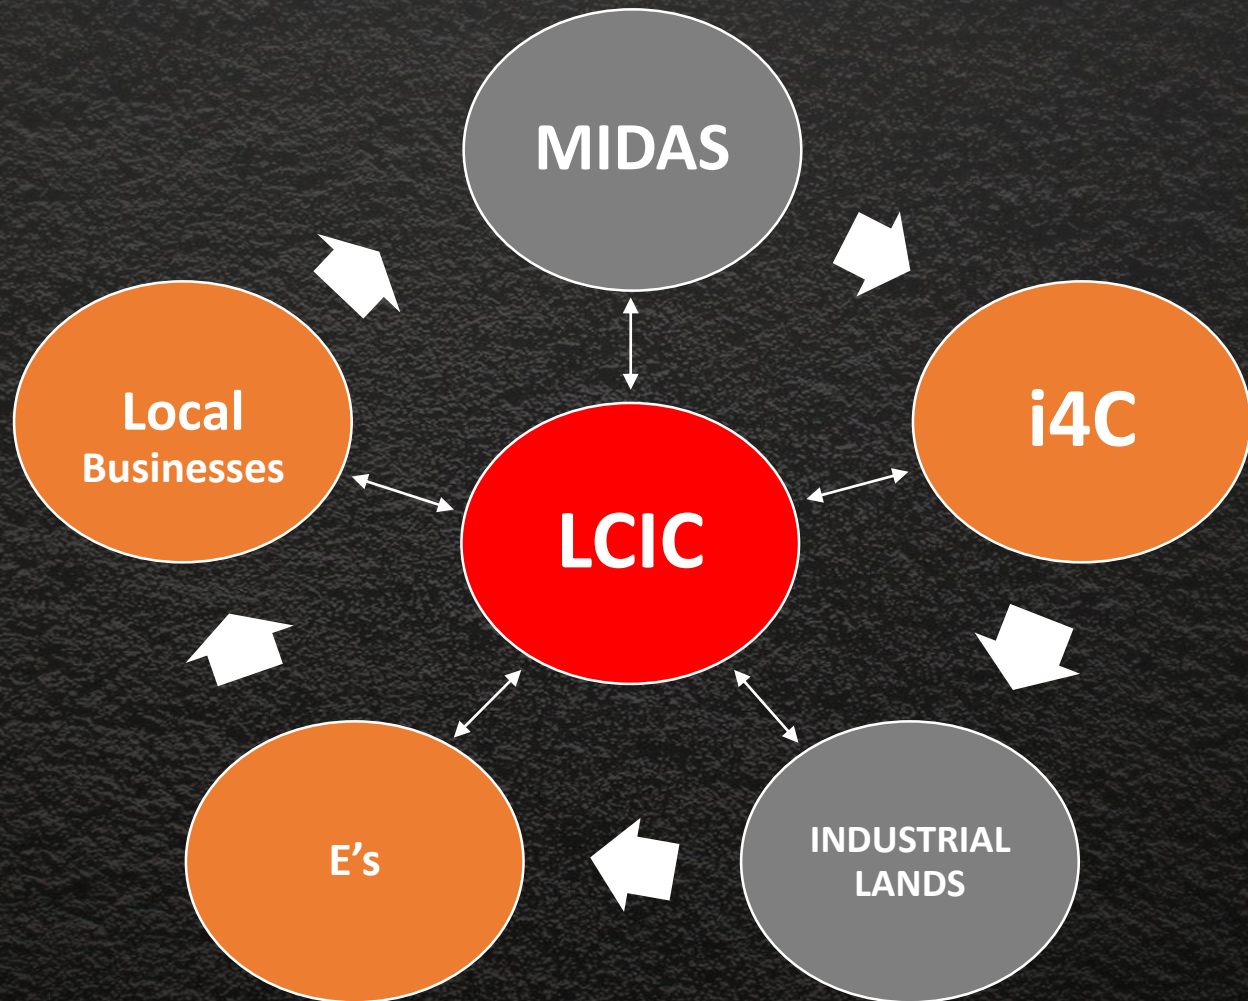 MIDAS
i4C
INDUSTRIAL
LANDS
E's
Local
Businesses
LCIC